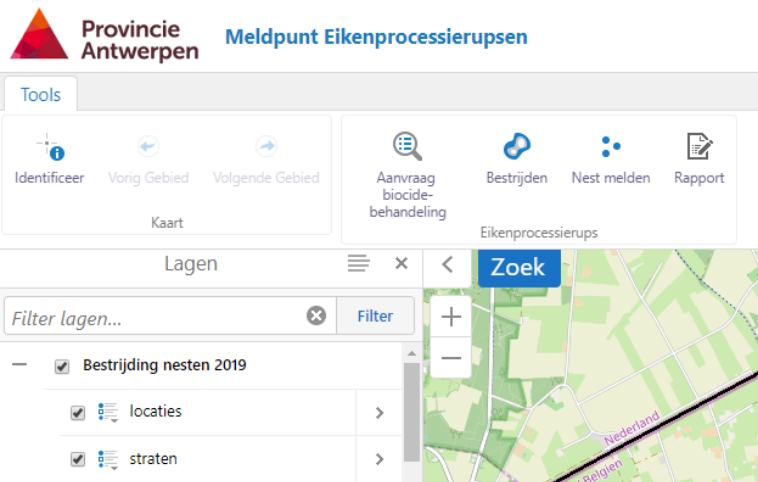 Provincie
Antwerpen
Meldpunt Eikenprocessierupsen
Tools
Identificeer
Vorig Gebied
Volgende Gebied
Kaart
Aanvraag
biocide-
behandeling
Bestrijden
Nest melden
Rapport
Eikenprocessierups
Lagen
Zoek
Filter lagen...
Filter
Bestrijding nesten 2019
locaties
straten
Nederland
Belgien